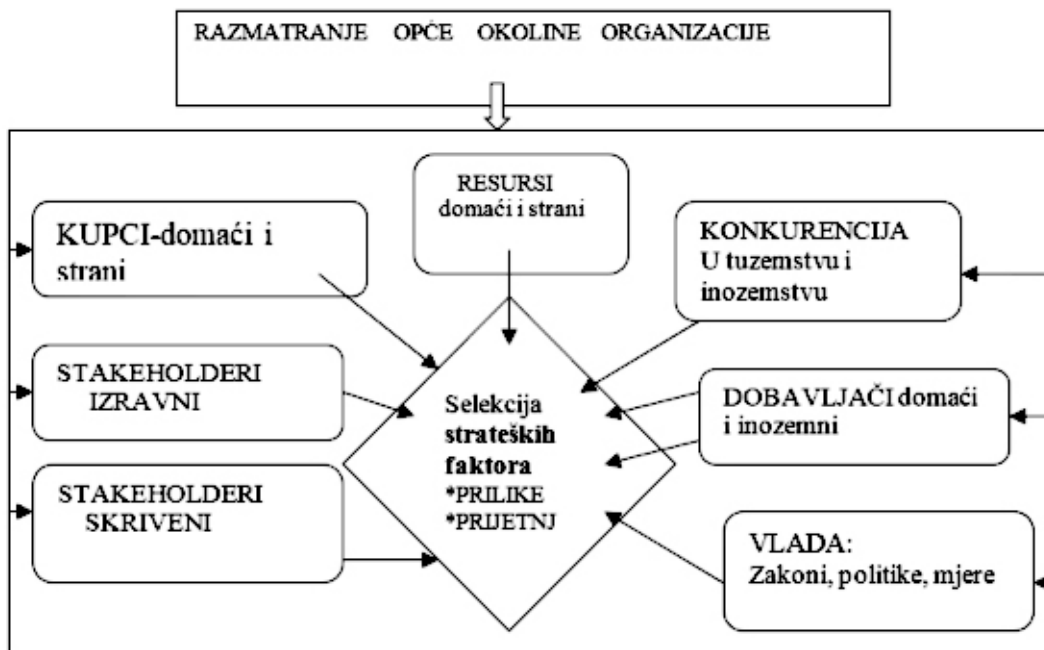 RAZMATRANJE OPĆE OKOLINE ORGANIZACIJE
RESURSI
domaći i strani
KUPCI-domaći i
strani
KONKURENCIJA
U tuzemstvu i
inozemstvu
STAKEHOLDERI
IZRAVNI
DOBAVLJAČI domaći
i inozemni
Selekcija
strateških
faktora
*PRILIKE
*PRIJETNJ
STAKEHOLDERI
SKRIVENI
VLADA:
Zakoni, politike, mjere